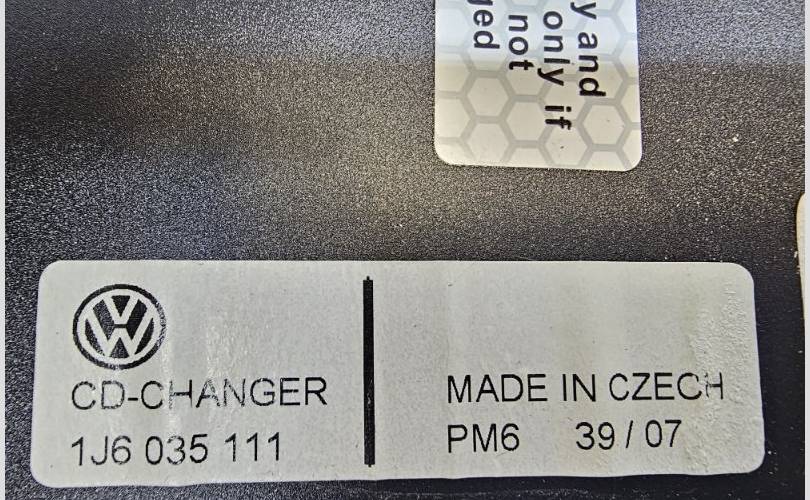 y and
only if
not
ged
CD-CHANGER
1J6 035 111
MADE IN CZECH
PM6 39 / 07